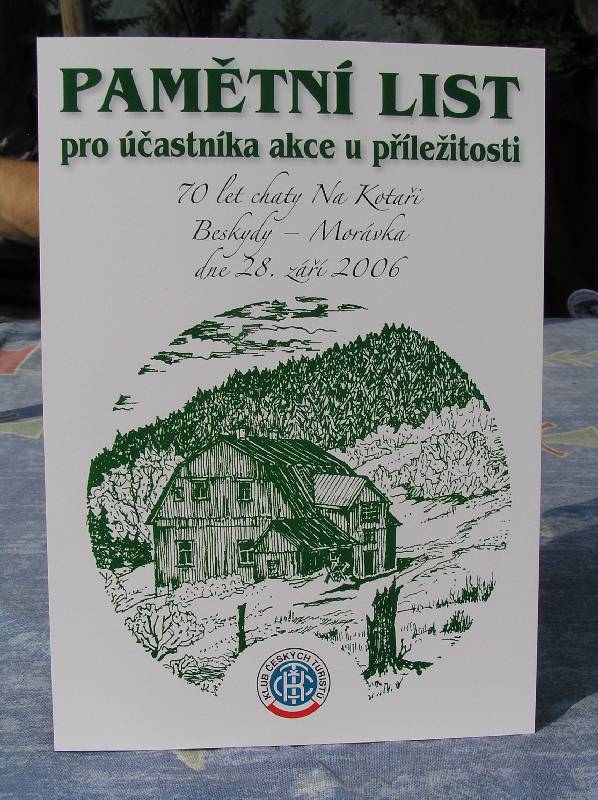 PAMĚTNÍ LIST
pro účastníka akce u příležitosti
70 let chaty Na Kotaři
Beskydy – Morávka
dne 28. září 2006
KLUB ČESKÝCH TURISTŮ